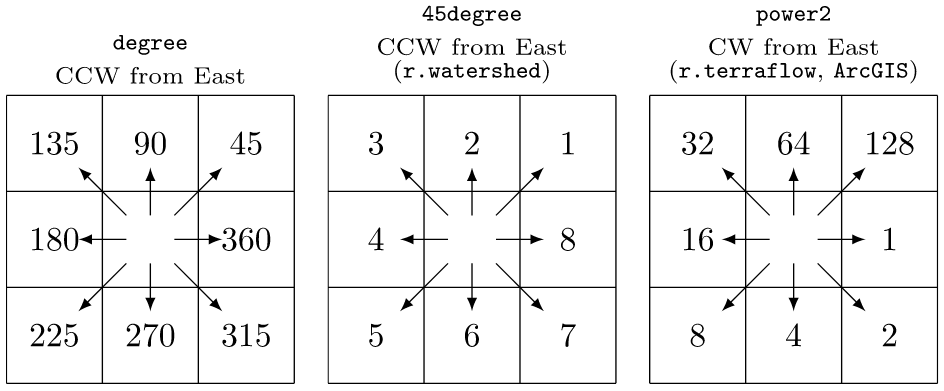 degree
CCW from East
135 90 45
180 360
225 270 315
45degree
CCW from East
(r.watershed)
3 2 1
4 8
5 6 7
power2
CW from East
(r.terraflow, ArcGIS)
32 64 128
16 1
8 4 2